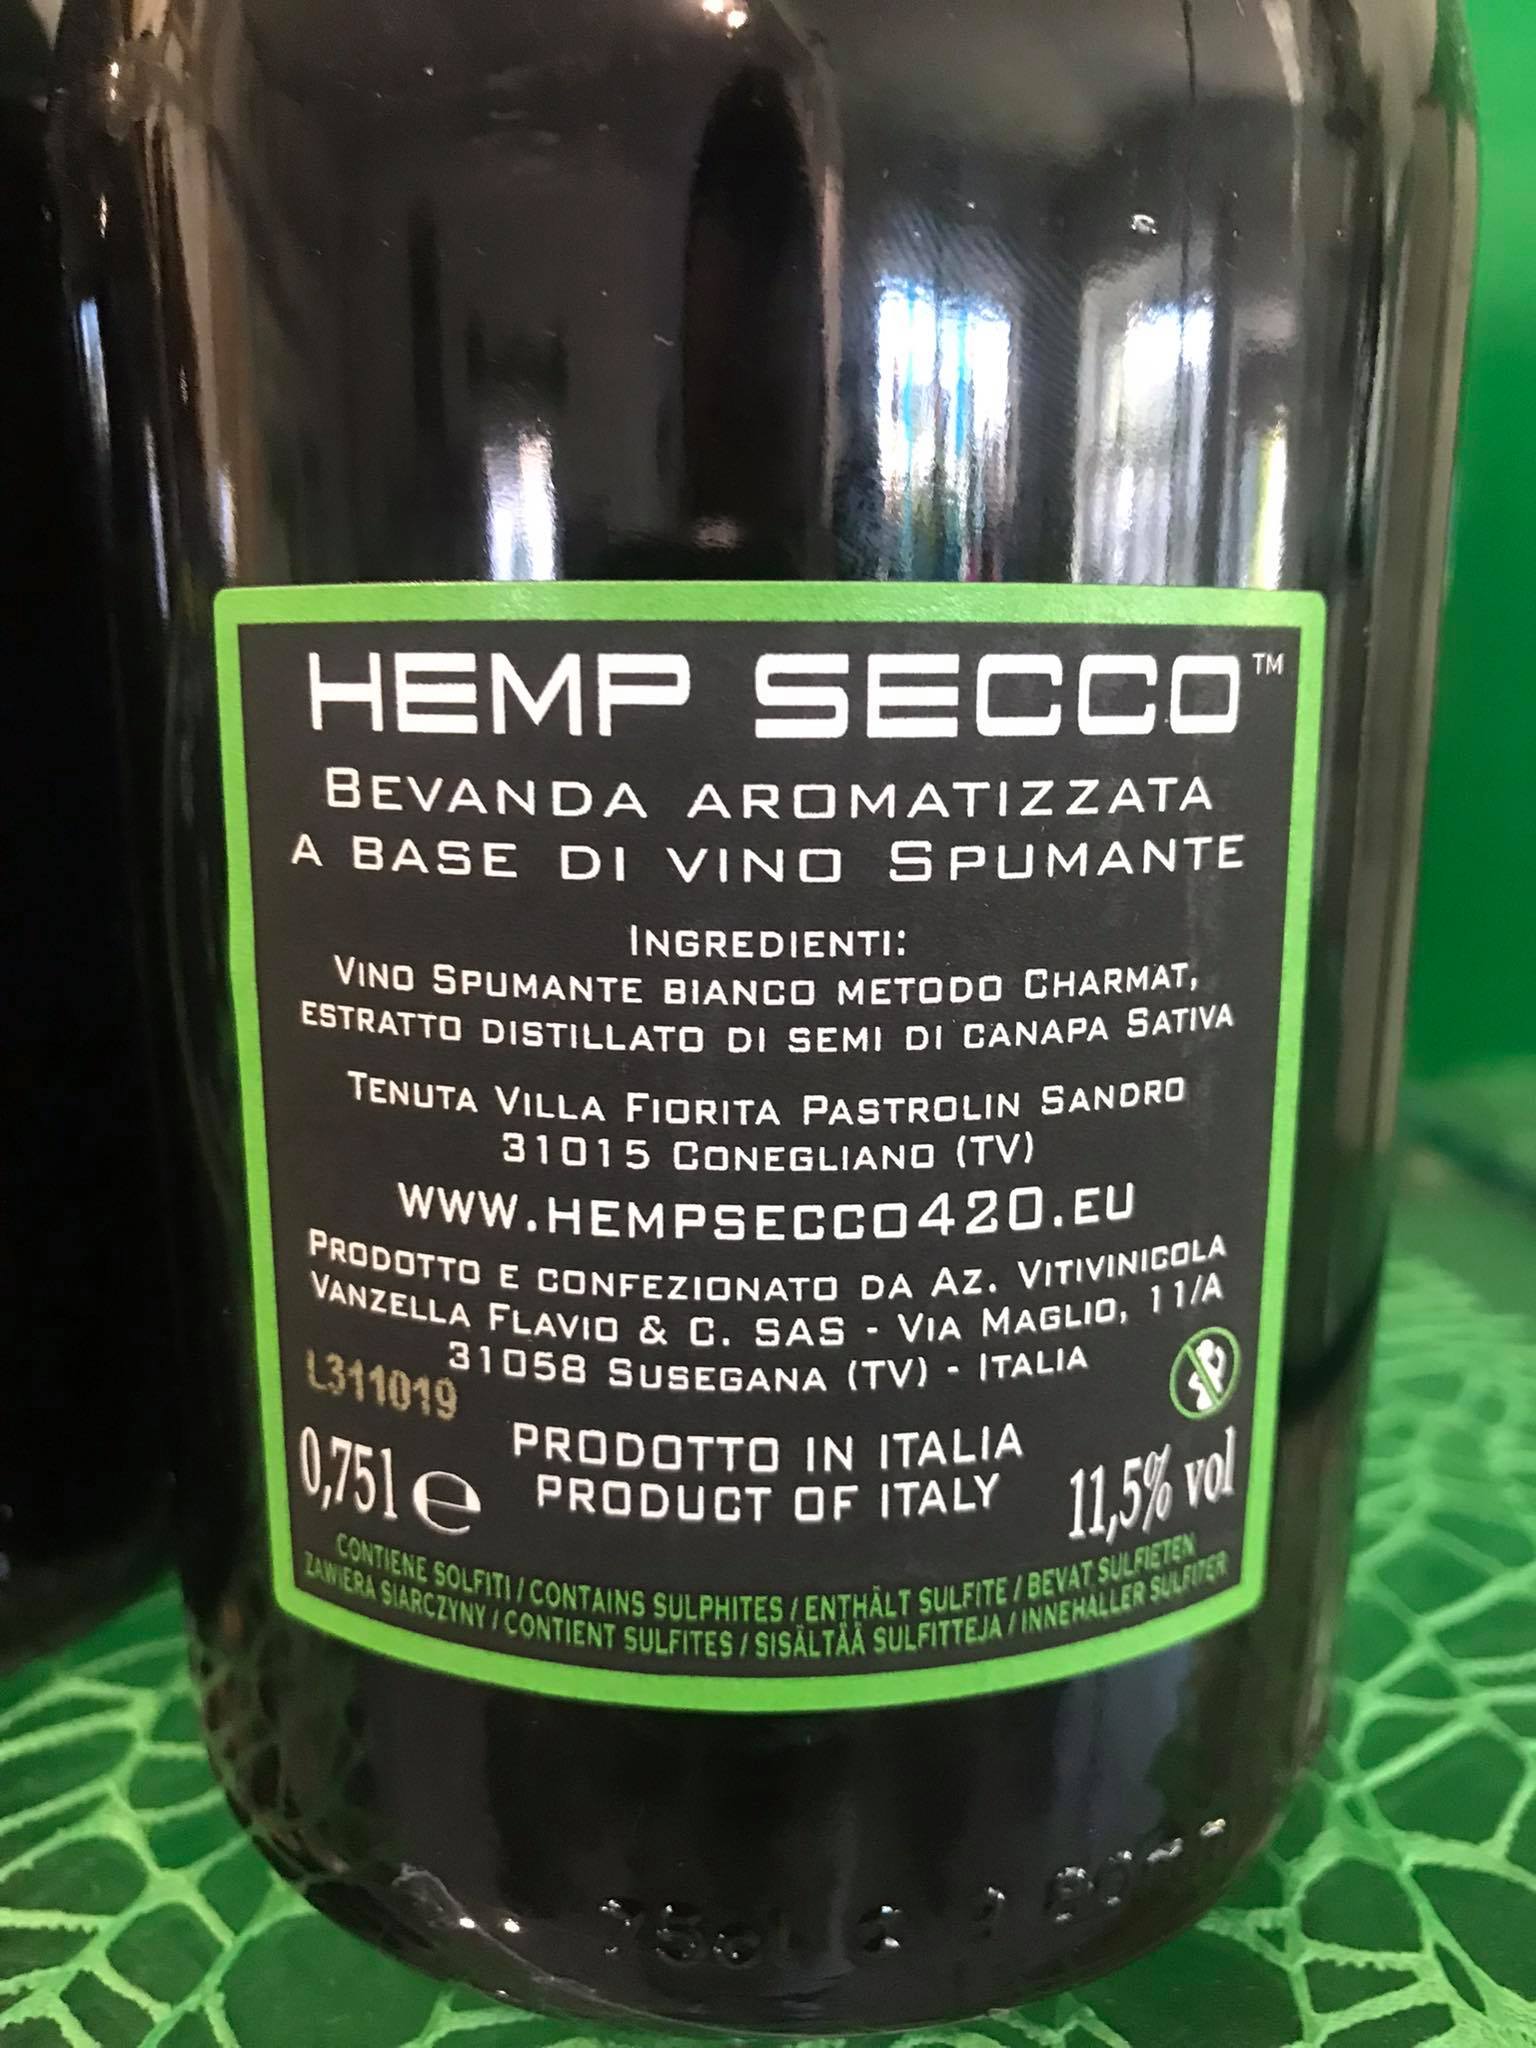 HEMP SECCO™
BEVANDA AROMATIZZATA
A BASE DI VINO SPUMANTE
INGREDIENTI:
VINO SPUMANTE BIANCO METODO CHARMAT,
ESTRATTO DISTILLATO DI SEMI DI CANAPA SATIVA
TENUTA VILLA FIORITA PASTROLIN SANDRO
31015 CONEGLIANO (TV)
WWW.HEMPSECCO420.EU
PRODOTTO E CONFEZIONATO DA AZ. VITIVINICOLA
VANZELLA FLAVIO & C. SAS - VIA MAGLIO, 11/A
31058 SUSEGANA (TV) - ITALIA
L311019
PRODOTTO IN ITALIA
PRODUCT OF ITALY
0,75l e
11,5% vol
CONTIENE SOLFITI / CONTAINS SULPHITES / ENTHÄLT SULFITE / BEVAT SULFIETEN
ZAWIERA SIARCZYNY / CONTIENT SULFITES / SISÄLTÄÄ SULFITTEJA / INNEHÅLLER SULFITER
75cl